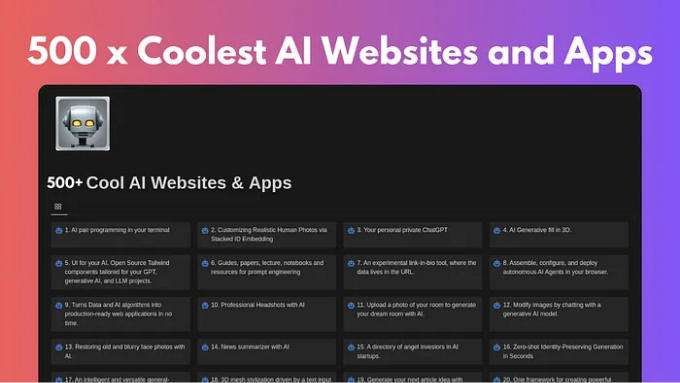 500 x Coolest AI Websites and Apps
500+ Cool AI Websites & Apps
1. AI pair programming in your terminal
2. Customizing Realistic Human Photos via
Stacked ID Embedding
3. Your personal private ChatGPT
4. AI Generative fill in 3D.
5. UI for your AI. Open Source Tailwind
components tailored for your GPT,
generative AI, and LLM projects.
6. Guides, papers, lecture, notebooks and
resources for prompt engineering
7. An experimental link-in-bio tool, where the
data lives in the URL.
8. Assemble, configure, and deploy
autonomous AI Agents in your browser.
9. Turns Data and AI algorithms into
production-ready web applications in no
time.
10. Professional Headshots with AI
11. Upload a photo of your room to generate
your dream room with AI.
12. Modify images by chatting with a
generative AI model.
13. Restoring old and blurry face photos with
AI.
14. News summarizer with AI
15. A directory of angel investors in AI
startups.
16. Zero-shot Identity-Preserving Generation
in Seconds
17. An intelligent and versatile general-
18. 3D mesh stylization driven by a text input
19. Generate your next article idea with
20. One framework for creating powerful